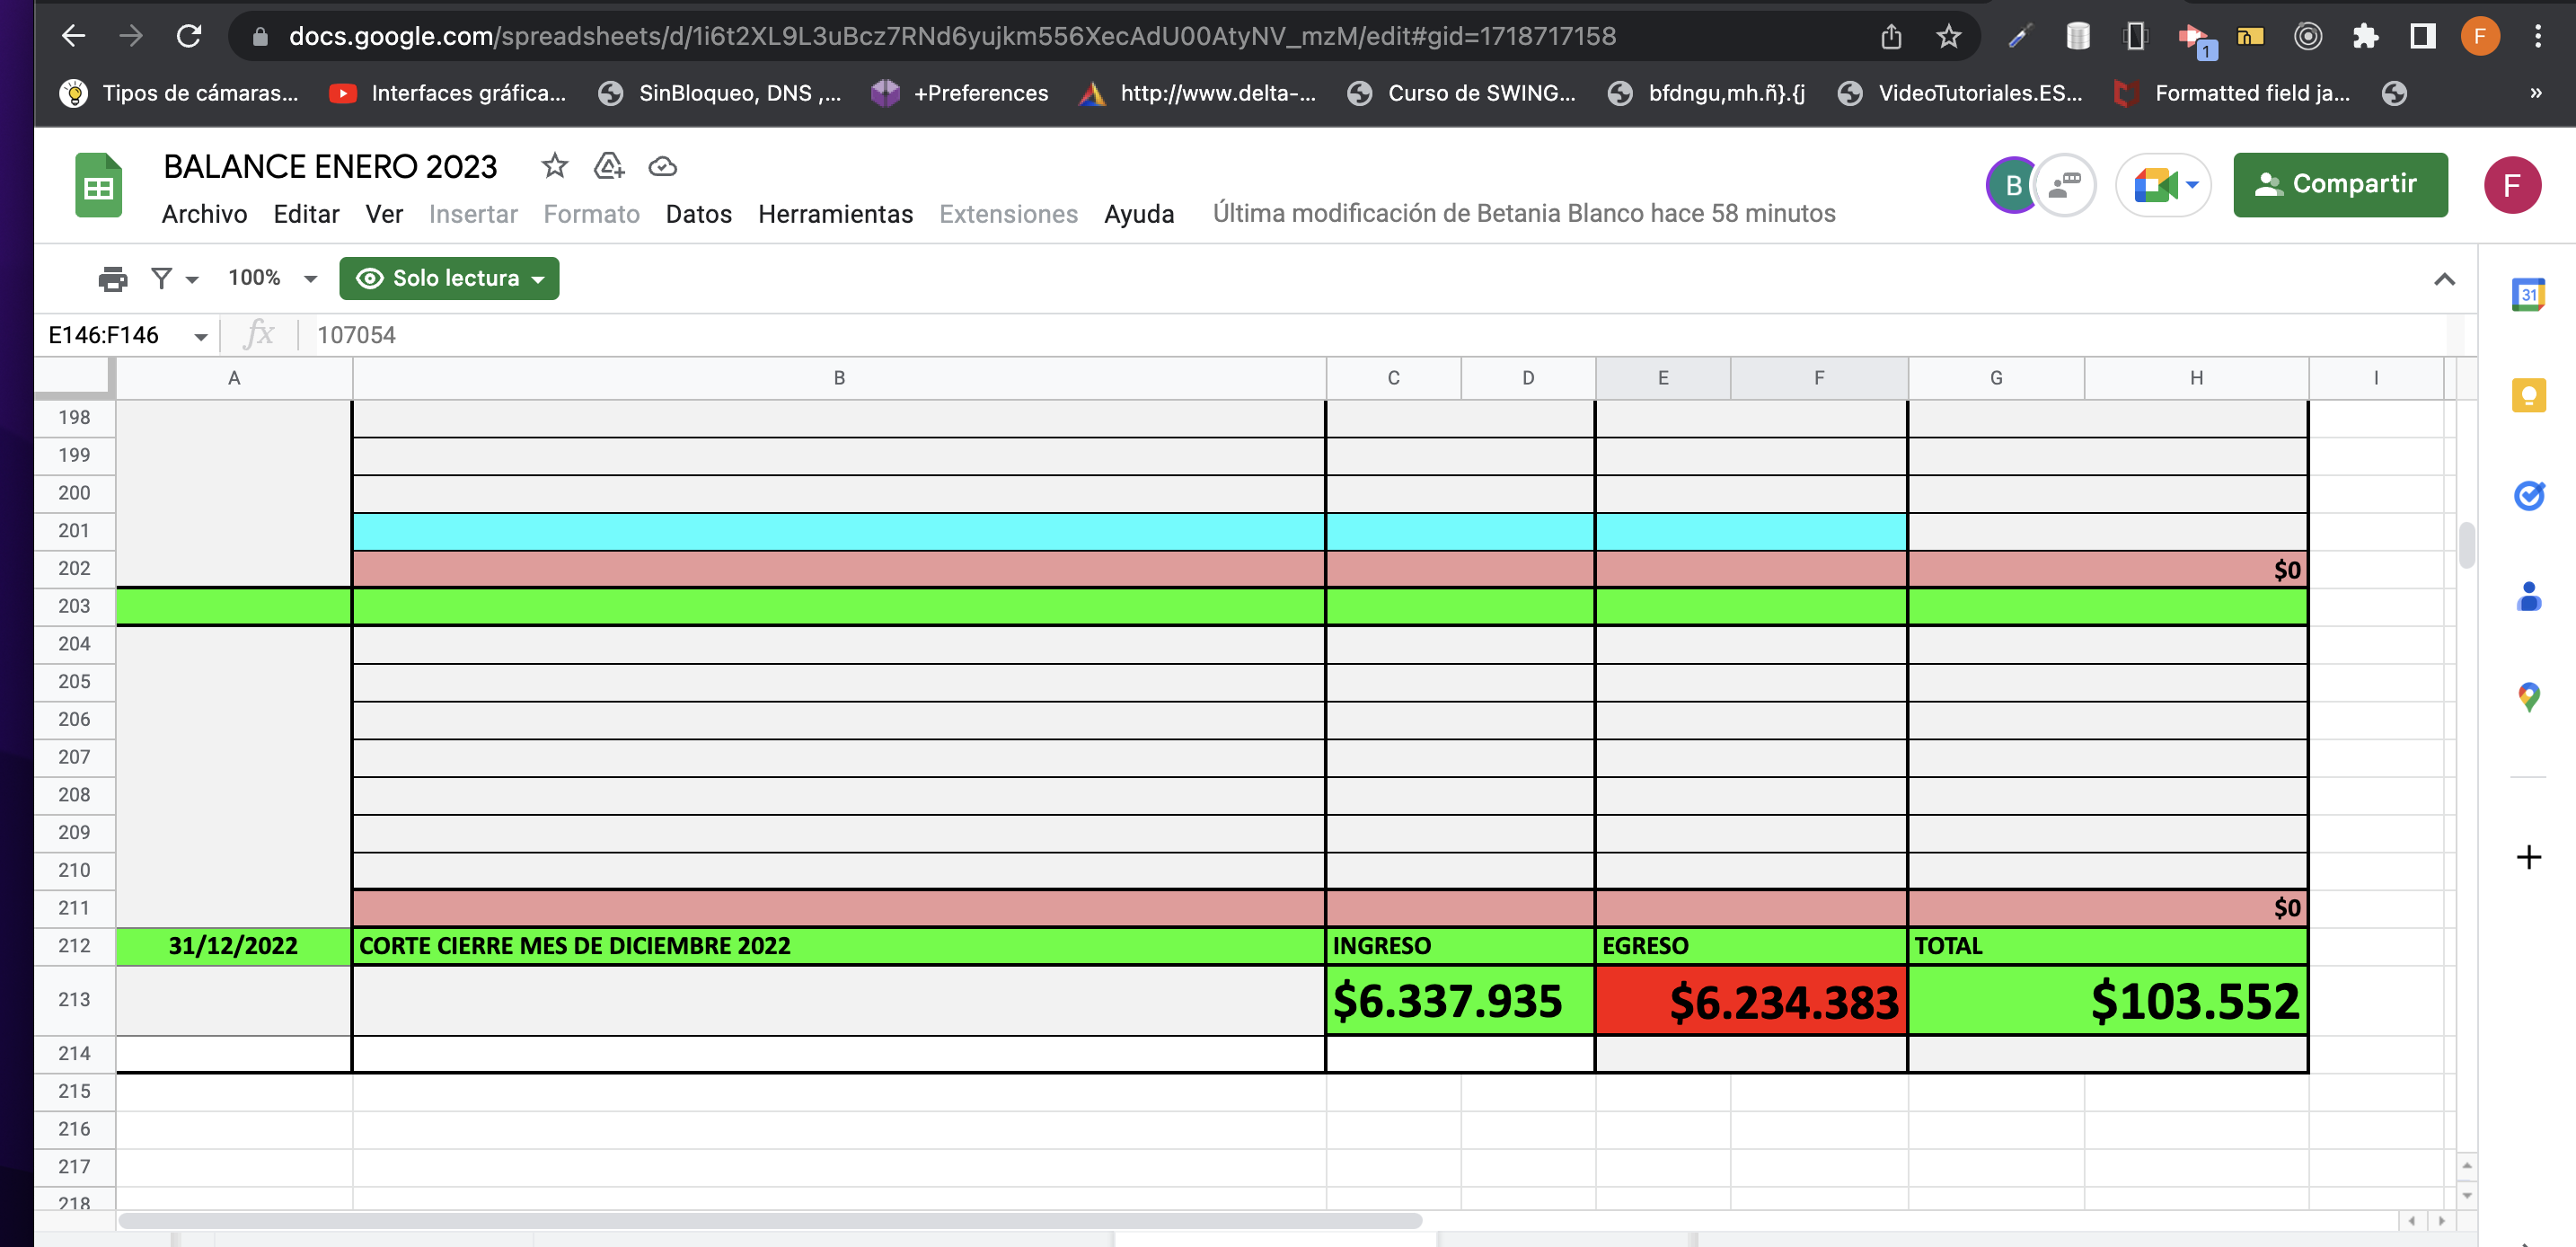 docs.google.com/spreadsheets/d/1i6t2XL9L3uBcz7RNd6yujkm556XecAdU00AtyNV_mzM/edit#gid=1718717158
1
F
Tipos de cámaras... Interfaces gráfica... SinBloqueo, DNS ,... +Preferences http://www.delta-... Curso de SWING... bfdngu,mh.ñ}.{j VideoTutoriales.ES... Formatted field ja... »
BALANCE ENERO 2023
Archivo Editar Ver Insertar Formato Datos Herramientas Extensiones Ayuda Última modificación de Betania Blanco hace 58 minutos
B
Compartir
F
100% Solo lectura
31
E146:F146 fx 107054
A B C D E F G H I
198
199
200
201
202 $0
203
204
205
206
207
208
209
210
211 $0
212 31/12/2022 CORTE CIERRE MES DE DICIEMBRE 2022 INGRESO EGRESO TOTAL
213 $6.337.935 $6.234.383 $103.552
214
215
216
217
218